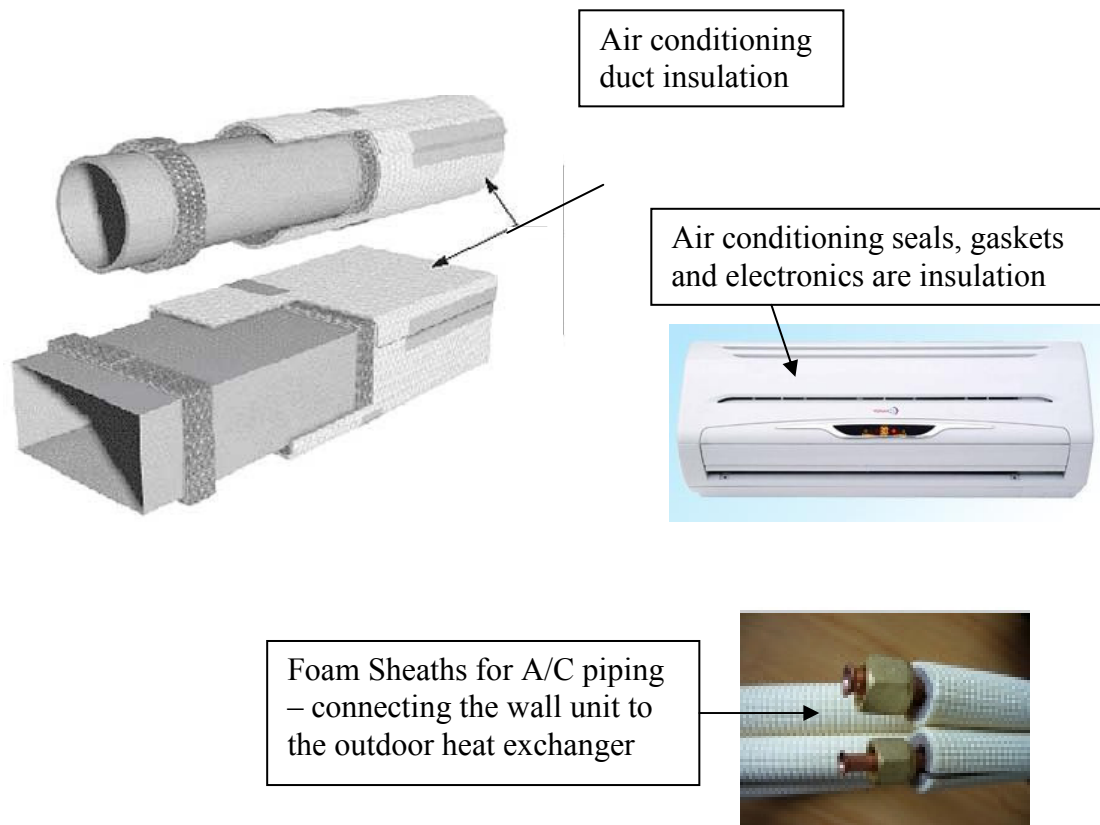 Air conditioning
duct insulation
Air conditioning seals, gaskets
and electronics are insulation
Foam Sheaths for A/C piping
– connecting the wall unit to
the outdoor heat exchanger